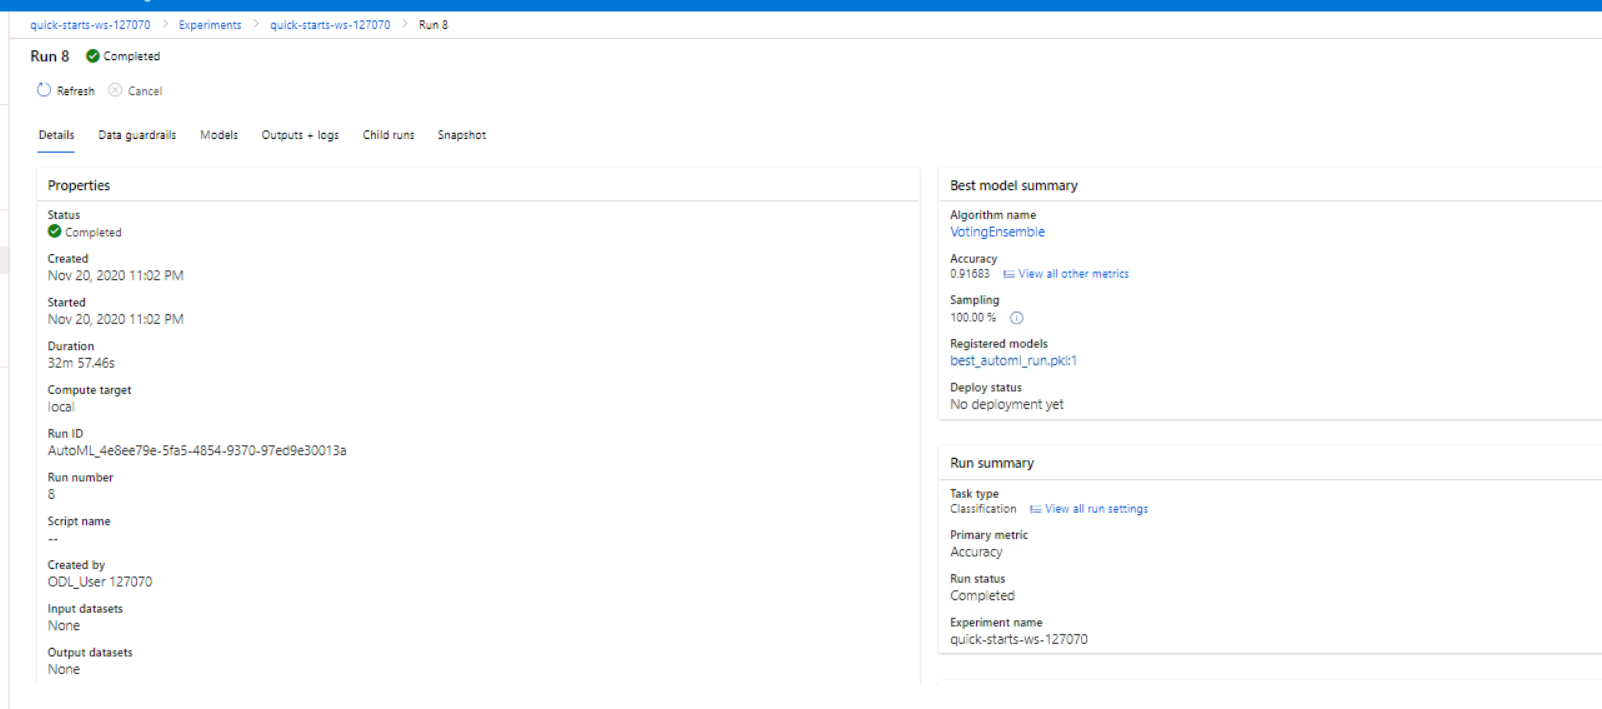 quick-starts-ws-127070 > Experiments > quick-starts-ws-127070 > Run 8
Run 8 Completed
Refresh Cancel
Details Data guardrails Models Outputs + logs Child runs Snapshot
Properties
Status
Completed
Created
Nov 20, 2020 11:02 PM
Started
Nov 20, 2020 11:02 PM
Duration
32m 57.46s
Compute target
local
Run ID
AutoML_4e8ee79e-5fa5-4854-9370-97ed9e30013a
Run number
8
Script name
--
Created by
ODL_User 127070
Input datasets
None
Output datasets
None
Best model summary
Algorithm name
VotingEnsemble
Accuracy
0.91683 View all other metrics
Sampling
100.00 %
Registered models
best_automl_run.pkl:1
Deploy status
No deployment yet
Run summary
Task type
Classification View all run settings
Primary metric
Accuracy
Run status
Completed
Experiment name
quick-starts-ws-127070